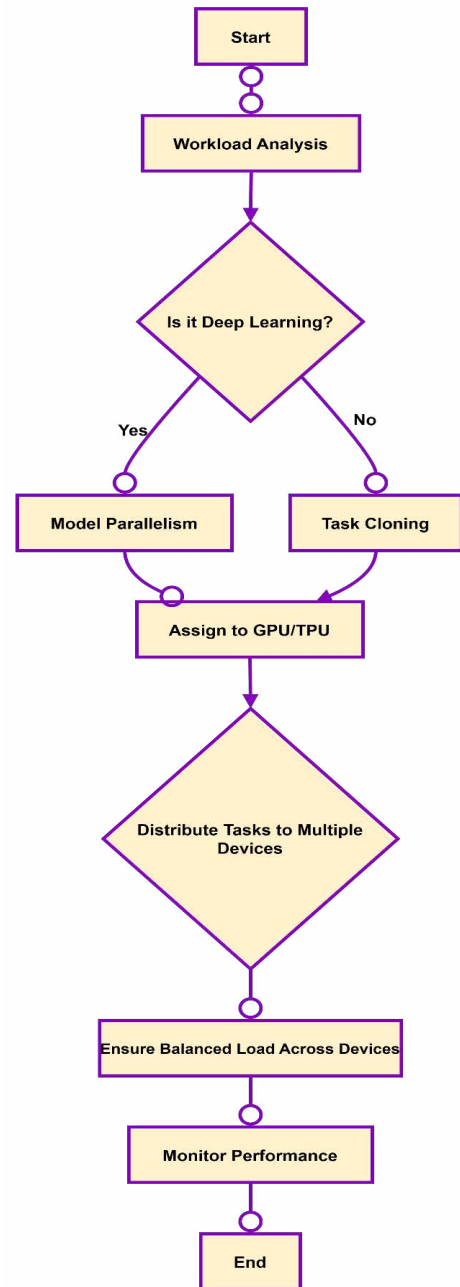 Start
Workload Analysis
Is it Deep Learning?
Yes
No
Model Parallelism
Task Cloning
Assign to GPU/TPU
Distribute Tasks to Multiple
Devices
Ensure Balanced Load Across Devices
Monitor Performance
End